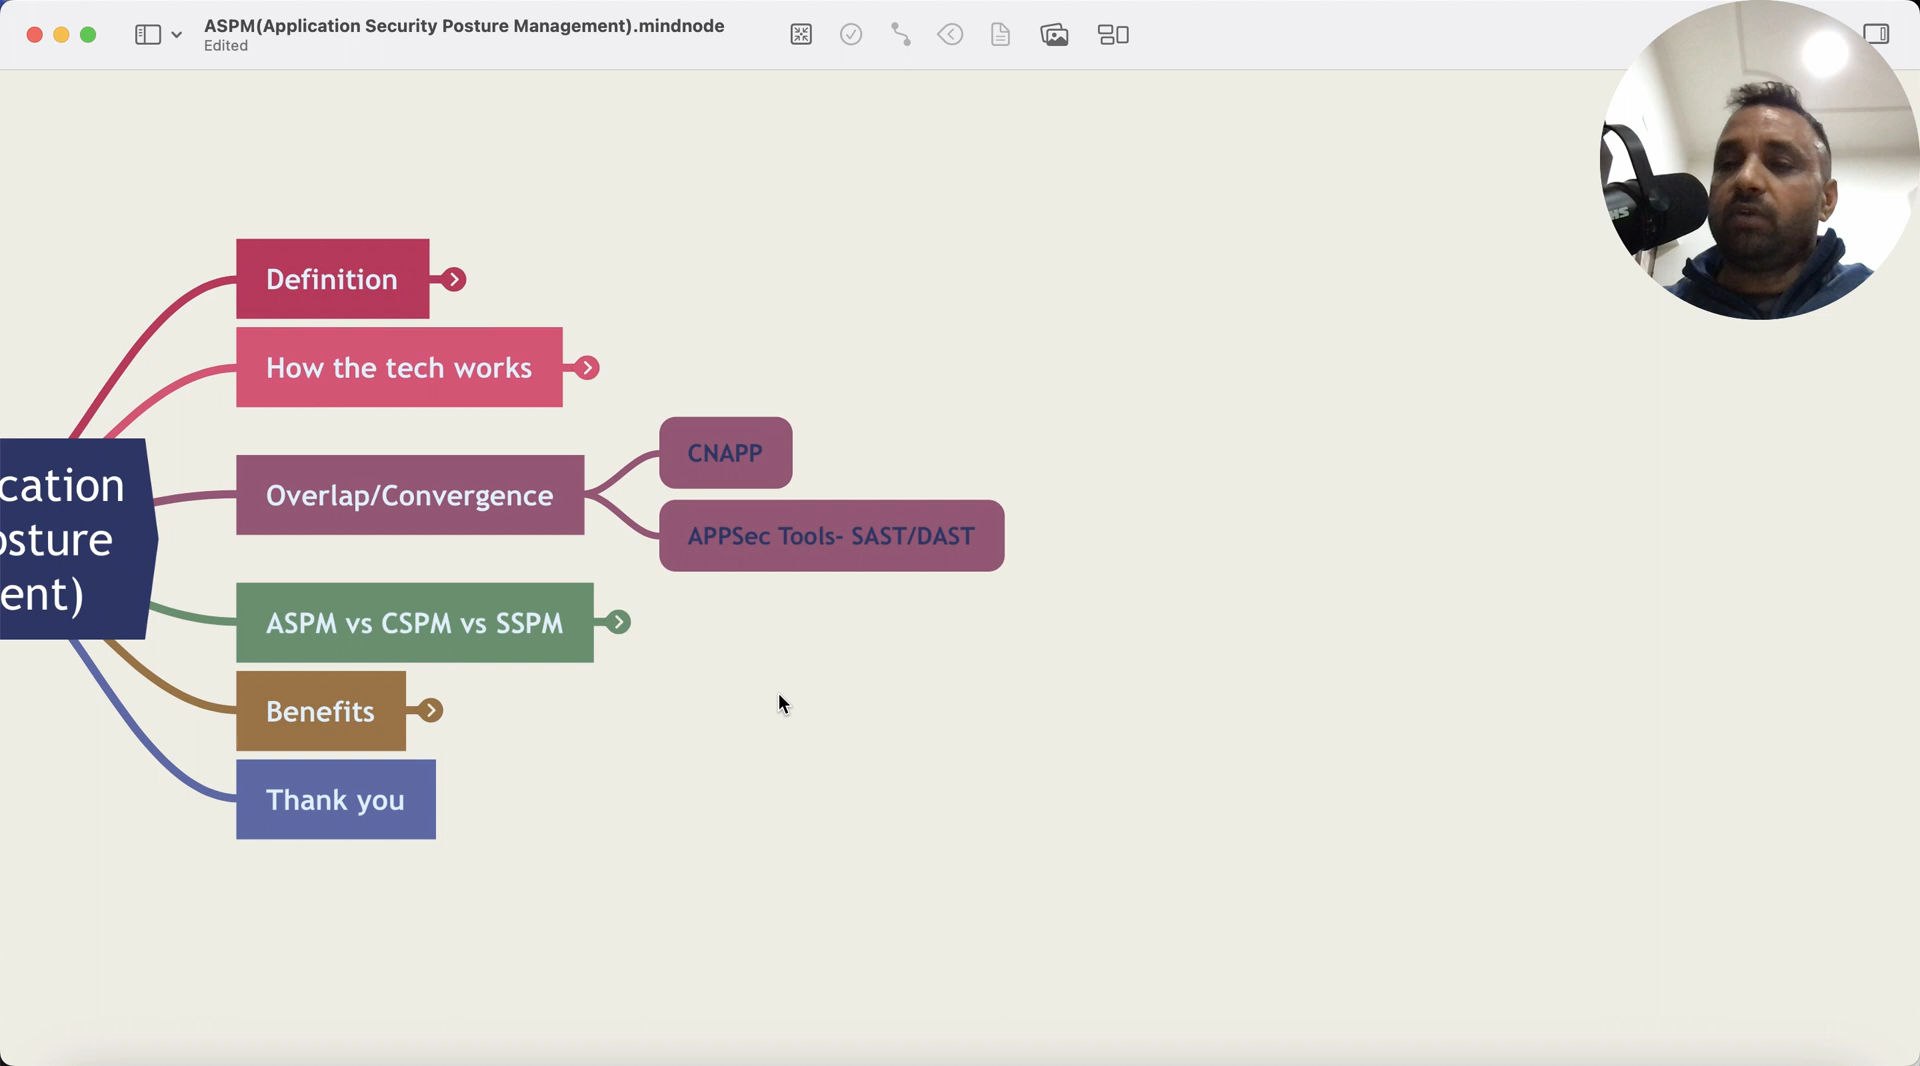 ASPM(Application Security Posture Management).mindnode
Edited
Definition
How the tech works
CNAPP
cation
osture
ent)
Overlap/Convergence
APPSec Tools- SAST/DAST
ASPM vs CSPM vs SSPM
Benefits
Thank you